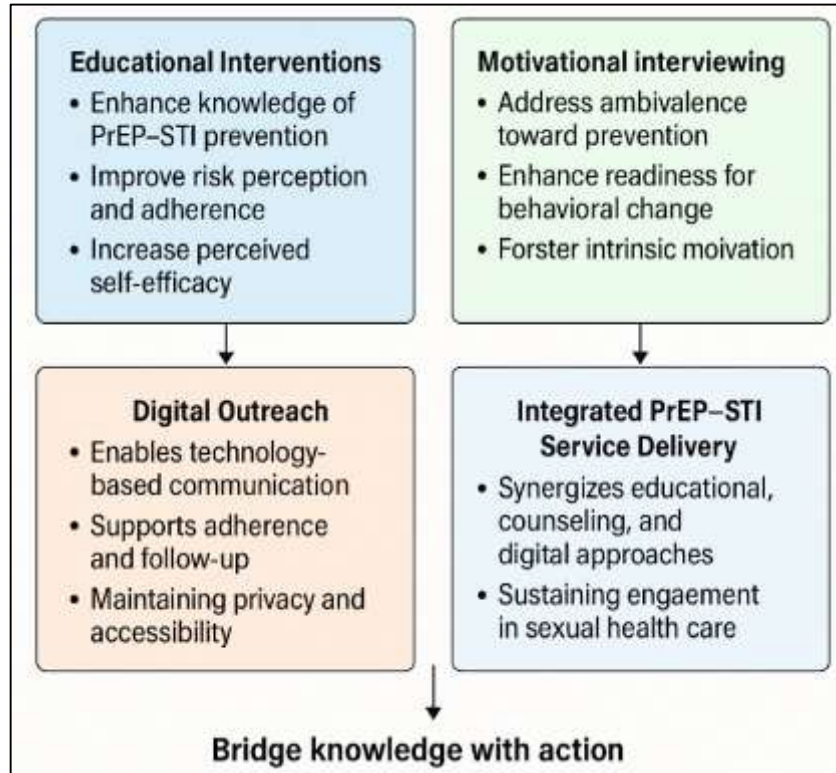 Educational Interventions
• Enhance knowledge of
PrEP–STI prevention
• Improve risk perception
and adherence
• Increase perceived
self-efficacy
Motivational interviewing
• Address ambivalence
toward prevention
• Enhance readiness for
behavioral change
• Forster intrinsic moivation
Digital Outreach
• Enables technology-
based communication
• Supports adherence
and follow-up
• Maintaining privacy and
accessibility
Integrated PrEP–STI
Service Delivery
• Synergizes educational,
counseling, and
digital approaches
• Sustaining engaement
in sexual health care
Bridge knowledge with action